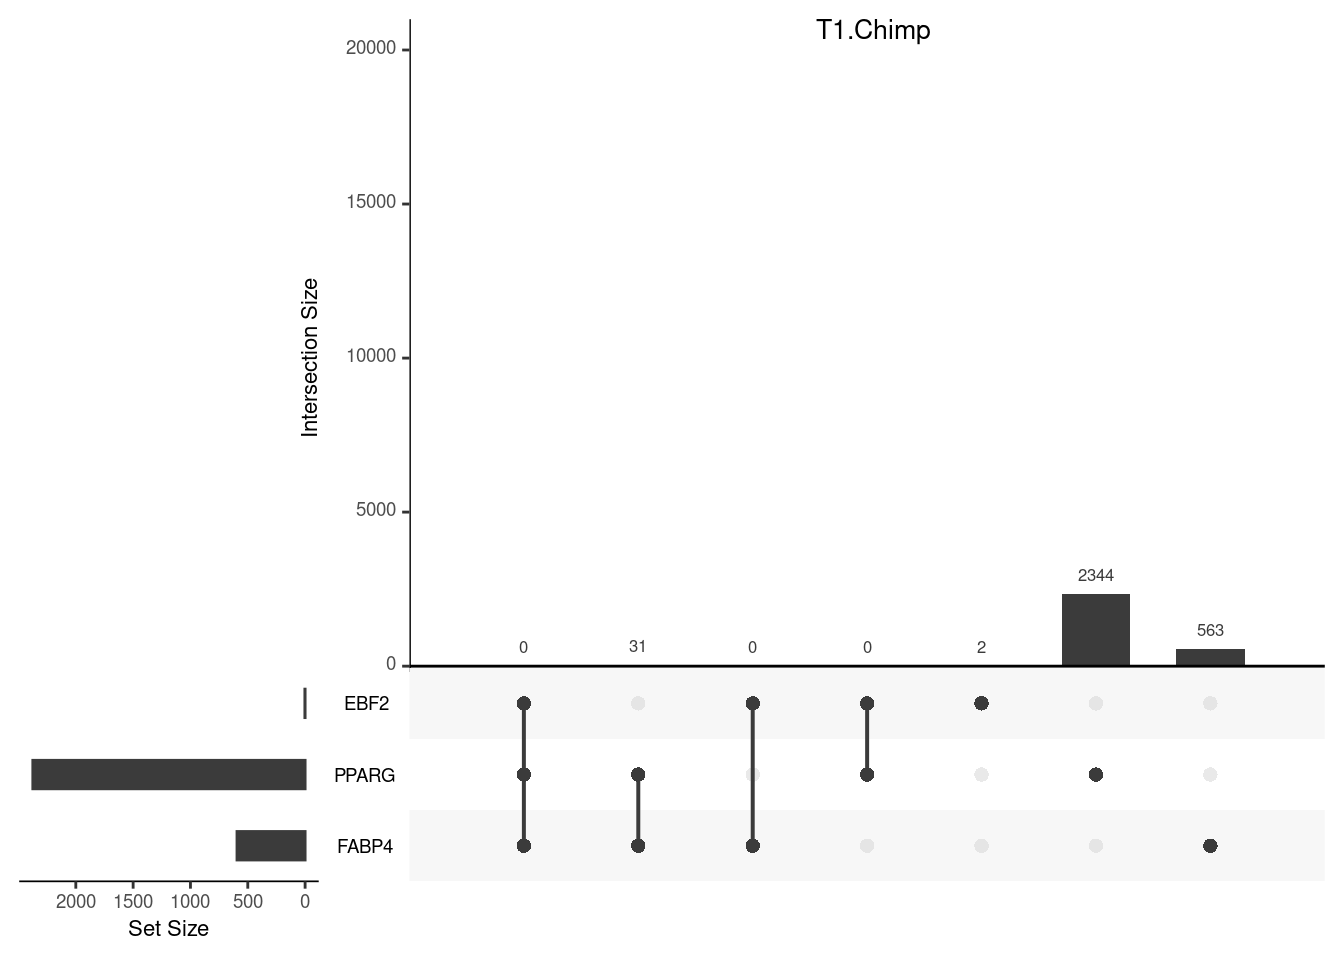 T1.Chimp
20000
15000
10000
5000
0
Intersection Size
0 31 0 0 2 2344 563
EBF2
PPARG
FABP4
2000 1500 1000 500 0
Set Size